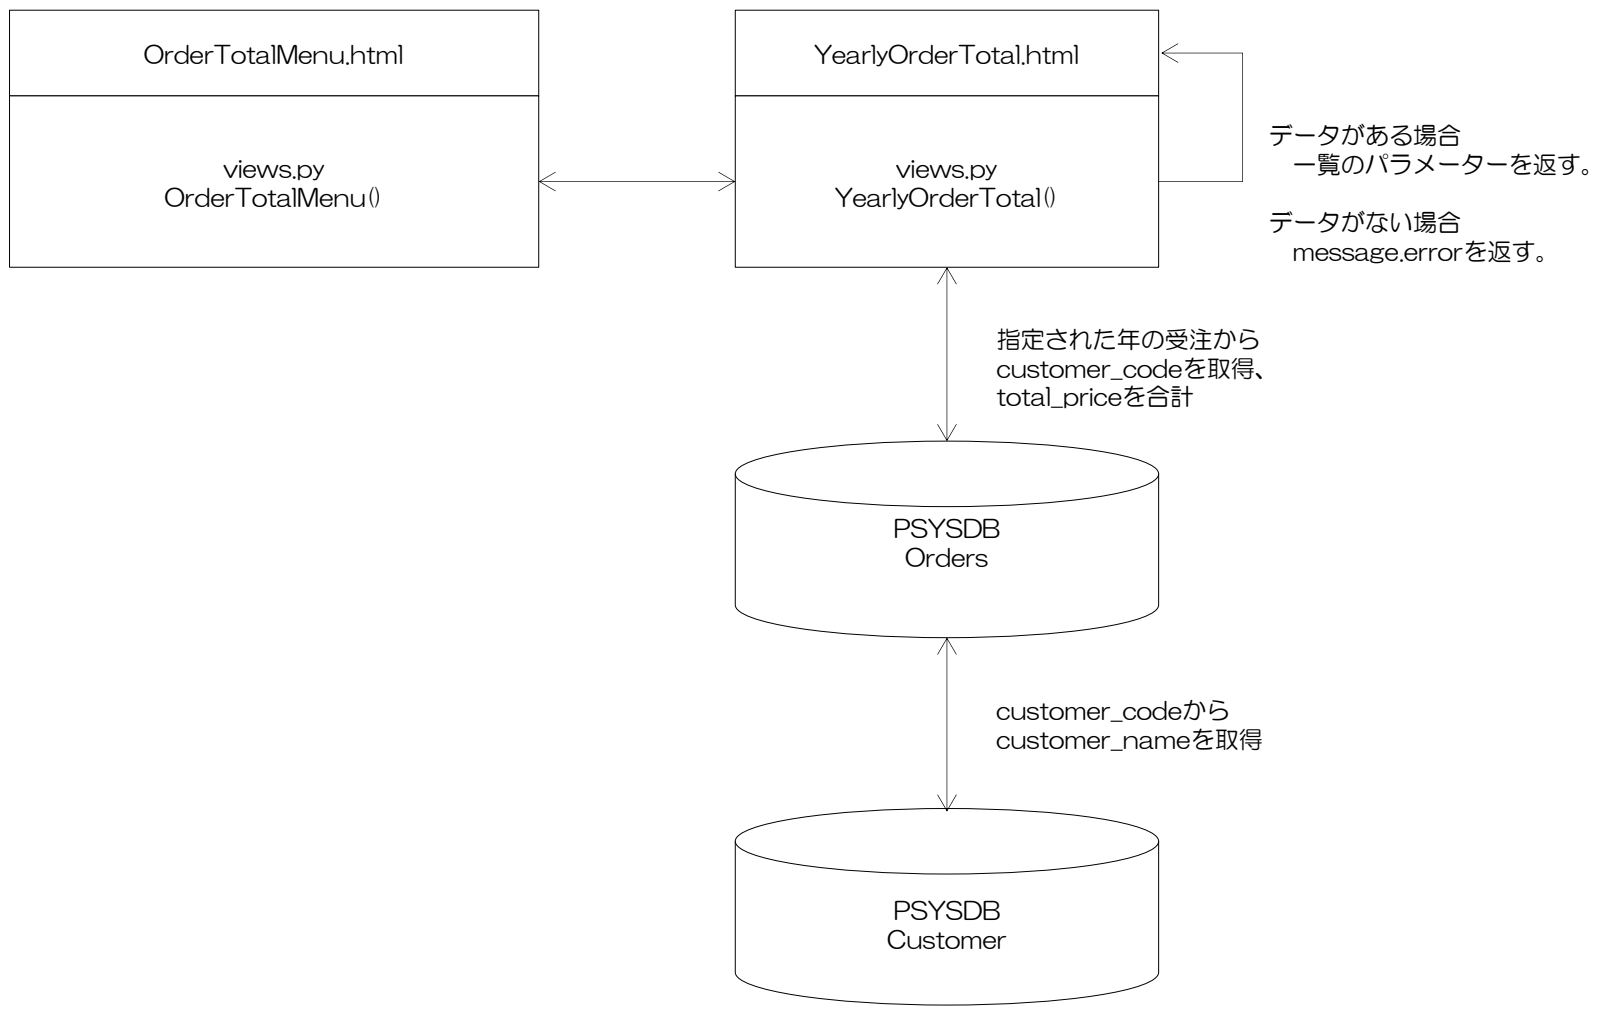 OrderTotalMenu.html
views.py
OrderTotalMenu()
YearlyOrderTotal.html
views.py
YearlyOrderTotal()
データがある場合
一覧のパラメーターを返す。
データがない場合
message.errorを返す。
指定された年の受注から
customer_codeを取得、
total_priceを合計
PSYSDB
Orders
customer_codeから
customer_nameを取得
PSYSDB
Customer